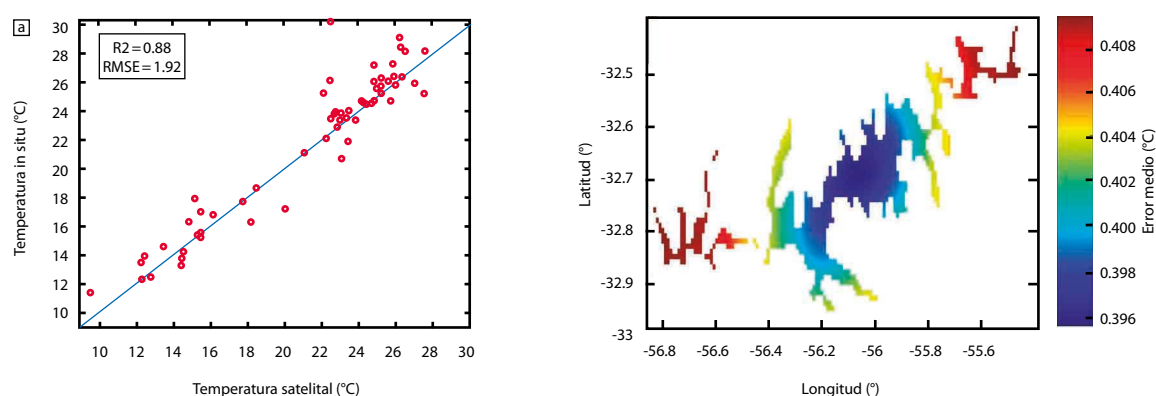 a
R2=0.88
RMSE=1.92
Temperatura in situ (°C)
30
28
26
24
22
20
18
16
14
12
10
10 12 14 16 18 20 22 24 26 28 30
Temperatura satelital (°C)
Latitud (°)
-32.5
-32.6
-32.7
-32.8
-32.9
-33
-56.8 -56.6 -56.4 -56.2 -56 -55.8 -55.6
Longitud (°)
0.408
0.406
0.404
0.402
0.400
0.398
0.396
Error medio (°C)